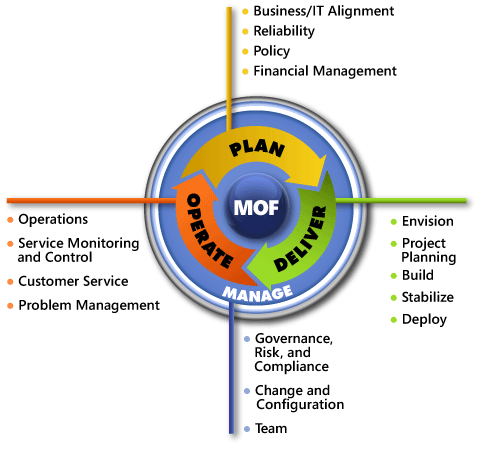 Business/IT Alignment
Reliability
Policy
Financial Management
PLAN
OPERATE
MOF
DELIVER
MANAGE
Operations
Service Monitoring
and Control
Customer Service
Problem Management
Envision
Project
Planning
Build
Stabilize
Deploy
Governance,
Risk, and
Compliance
Change and
Configuration
Team